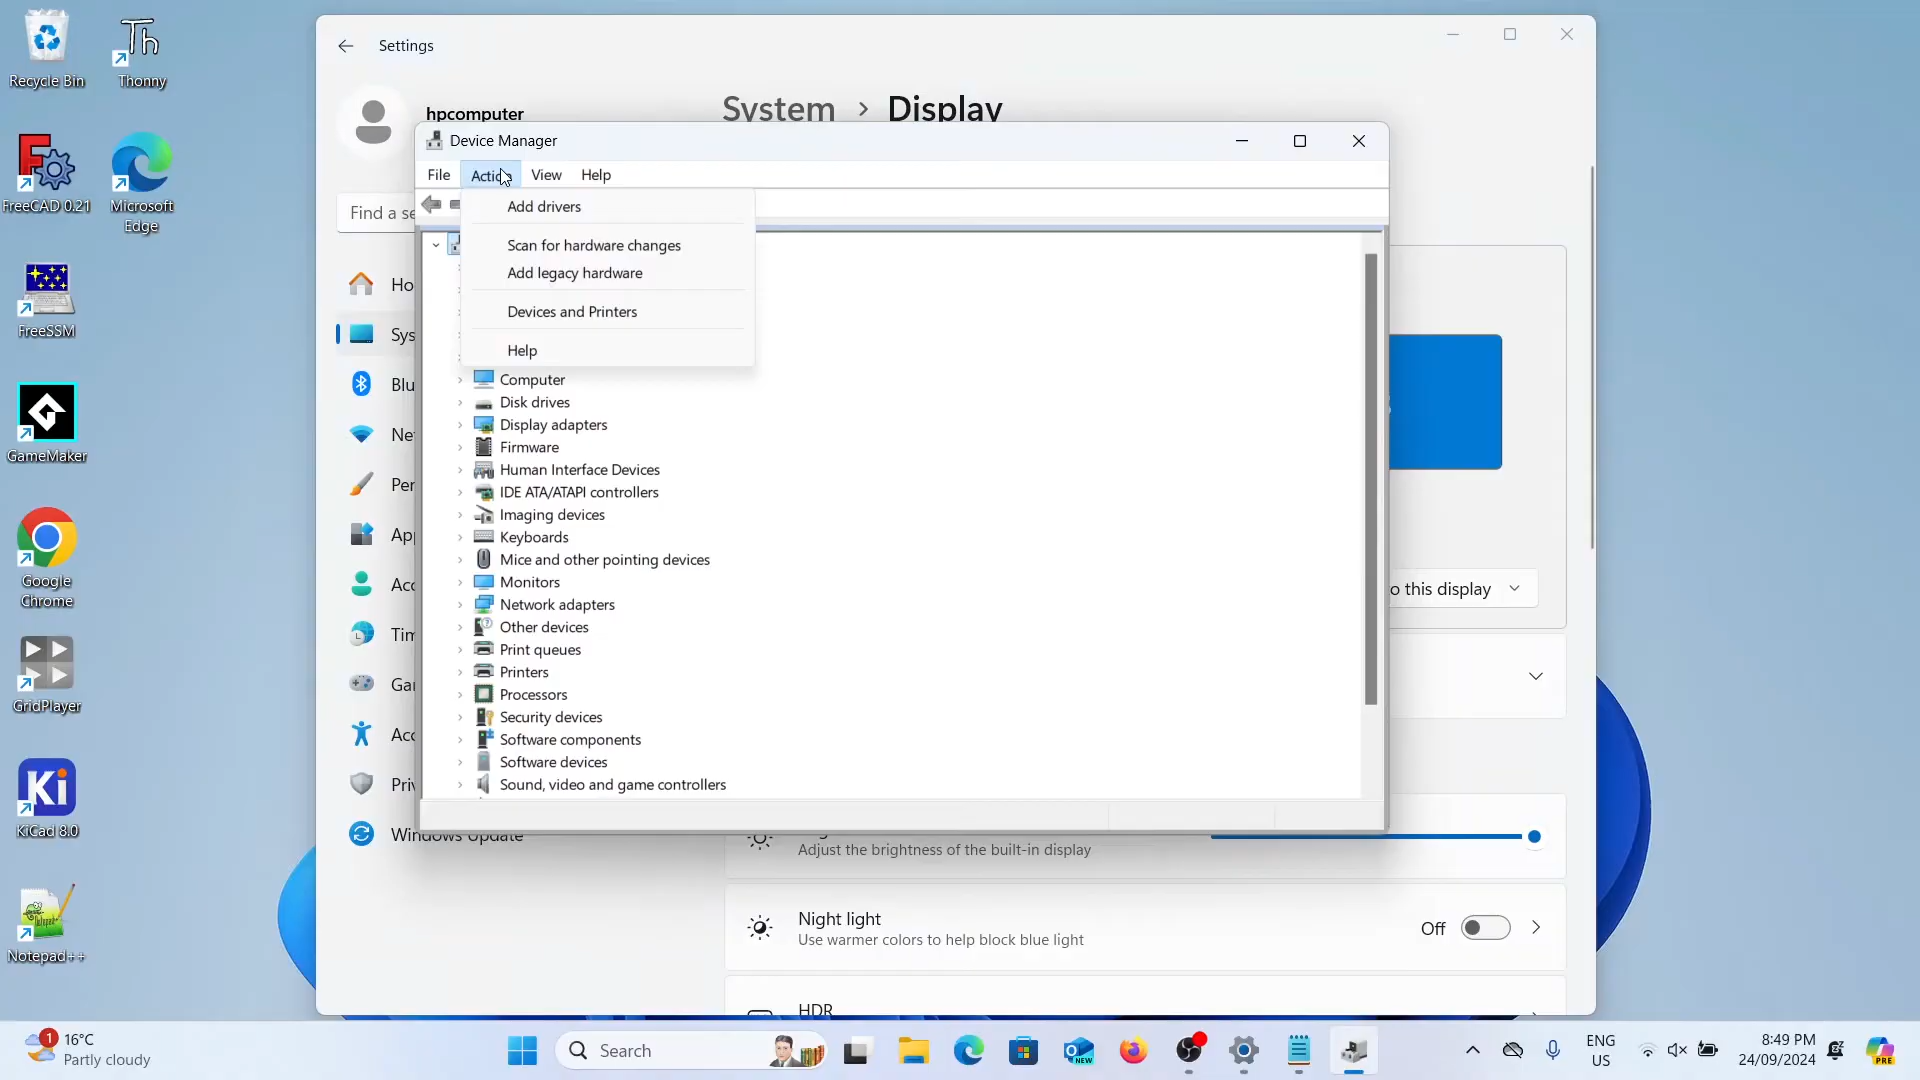 Recycle Bin
Thonny
FreeCAD 0.21
Microsoft
Edge
FreeSSM
GameMaker
Google
Chrome
GridPlayer
KiCad 8.0
Notepad++
Settings
hpcomputer
Find a se
Ho
Sys
Blu
Ne
Per
App
Acc
Tim
Ga
Acc
Pri
Windows Update
System > Display
Device Manager
File Action View Help
Add drivers
Scan for hardware changes
Add legacy hardware
Devices and Printers
Help
Computer
Disk drives
Display adapters
Firmware
Human Interface Devices
IDE ATA/ATAPI controllers
Imaging devices
Keyboards
Mice and other pointing devices
Monitors
Network adapters
Other devices
Print queues
Printers
Processors
Security devices
Software components
Software devices
Sound, video and game controllers
o this display
Adjust the brightness of the built-in display
Night light
Off
Use warmer colors to help block blue light
HDR
1
16°C
Partly cloudy
Search
NEW
ENG
US
8:49 PM
24/09/2024
PRE